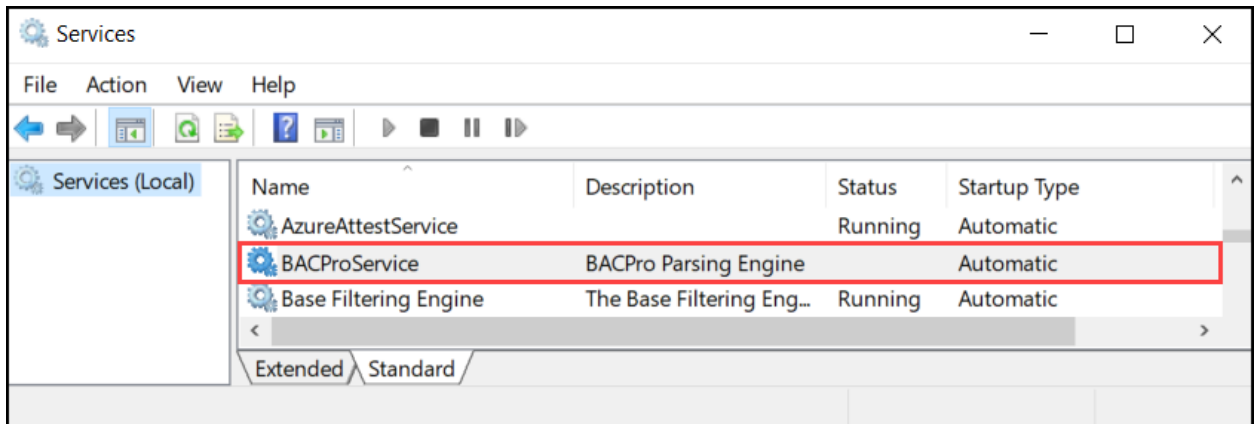 Services
File Action View Help
Services (Local)
Name Description Status Startup Type
AzureAttestService Running Automatic
BACProService BACPro Parsing Engine Automatic
Base Filtering Engine The Base Filtering Eng... Running Automatic
Extended Standard